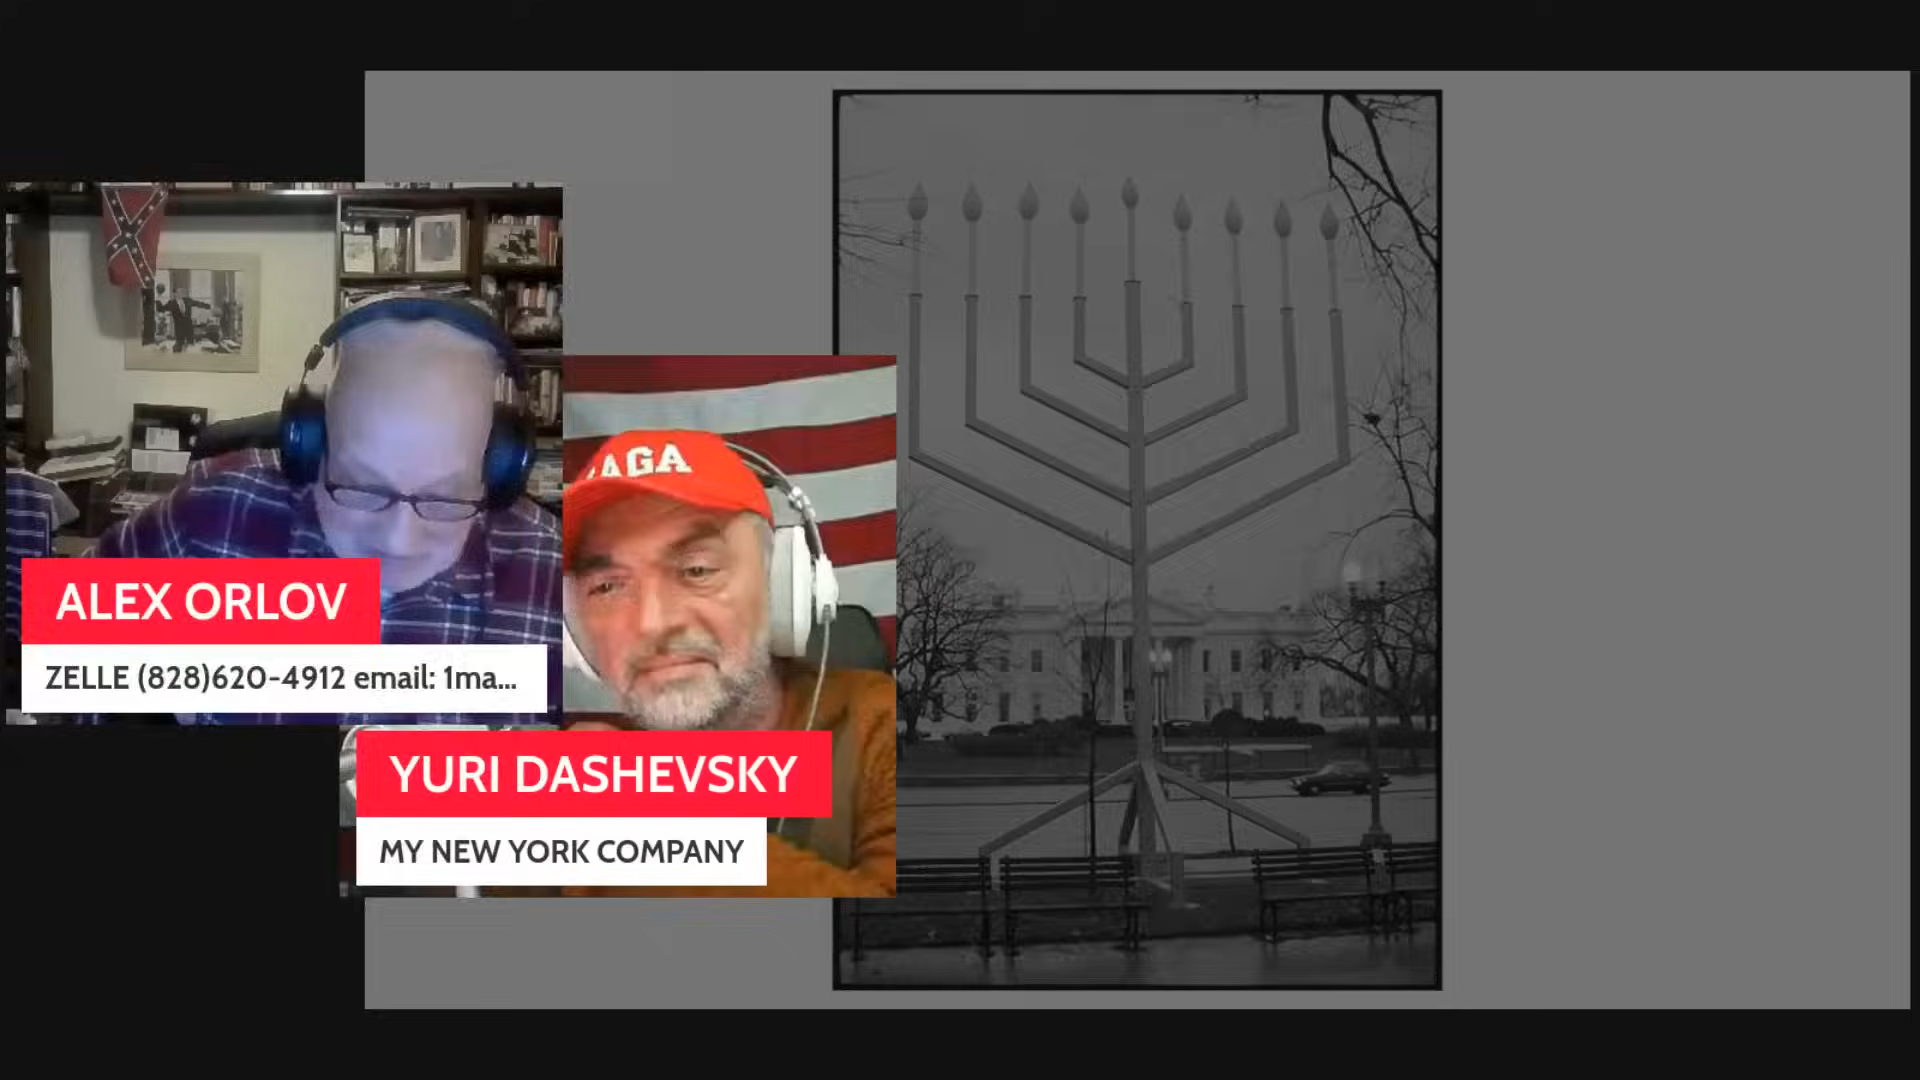 ALEX ORLOV
ZELLE (828)620-4912 email: 1ma...
AGA
YURI DASHEVSKY
MY NEW YORK COMPANY